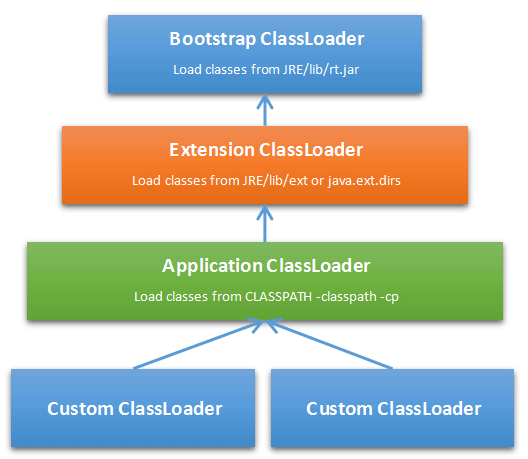 Bootstrap ClassLoader
Load classes from JRE/lib/rt.jar
Extension ClassLoader
Load classes from JRE/lib/ext or java.ext.dirs
Application ClassLoader
Load classes from CLASSPATH -classpath -cp
Custom ClassLoader
Custom ClassLoader